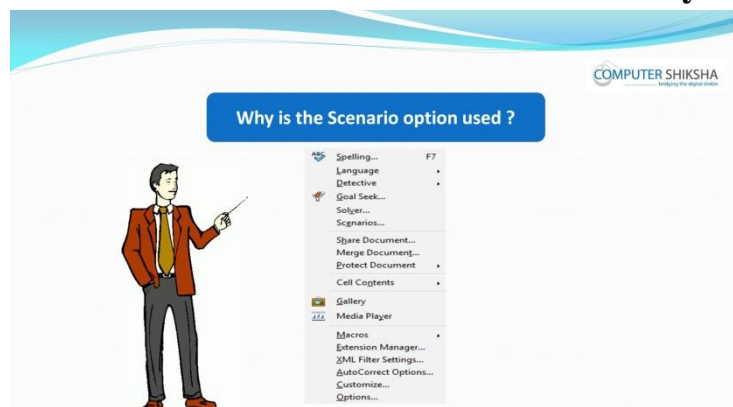 COMPUTER SHIKSHA
bridging the digital divide
Why is the Scenario option used ?
ABC Spelling... F7
Language
Detective
Goal Seek...
Solver...
Scenarios...
Share Document...
Merge Document...
Protect Document
Cell Contents
Gallery
Media Player
Macros
Extension Manager...
XML Filter Settings...
AutoCorrect Options...
Customize...
Options...